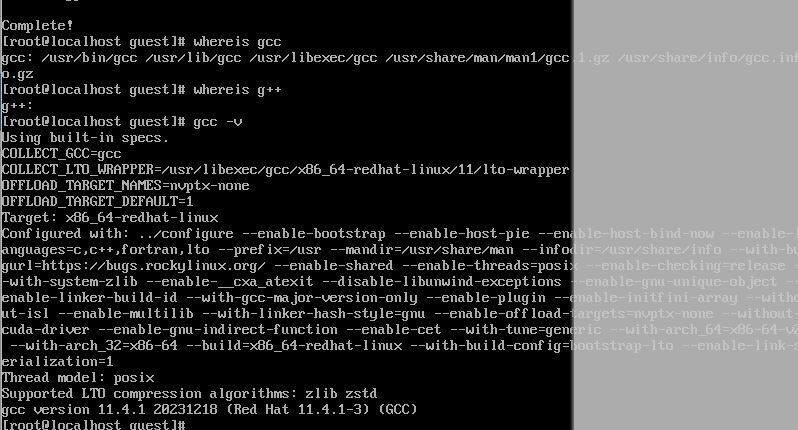 Complete!
[root@localhost guest]# whereis gcc
gcc: /usr/bin/gcc /usr/lib/gcc /usr/libexec/gcc /usr/share/man/man1/gcc.1.gz /usr/share/info/gcc.inf
o.gz
[root@localhost guest]# whereis g++
g++:
[root@localhost guest]# gcc -v
Using built-in specs.
COLLECT_GCC=gcc
COLLECT_LTO_WRAPPER=/usr/libexec/gcc/x86_64-redhat-linux/11/lto-wrapper
OFFLOAD_TARGET_NAMES=nvptx-none
OFFLOAD_TARGET_DEFAULT=1
Target: x86_64-redhat-linux
Configured with: ../configure --enable-bootstrap --enable-host-pie --enable-host-bind-now --enable-l
anguages=c,c++,fortran,lto --prefix=/usr --mandir=/usr/share/man --infodir=/usr/share/info --with-bu
gurl=https://bugs.rockylinux.org/ --enable-shared --enable-threads=posix --enable-checking=release -
-with-system-zlib --enable-__cxa_atexit --disable-libunwind-exceptions --enable-gnu-unique-object --
enable-linker-build-id --with-gcc-major-version-only --enable-plugin --enable-initfini-array --witho
ut-isl --enable-multilib --with-linker-hash-style=gnu --enable-offload-targets=nvptx-none --without-
cuda-driver --enable-gnu-indirect-function --enable-cet --with-tune=generic --with-arch_64=x86-64-v2
--with-arch_32=x86-64 --build=x86_64-redhat-linux --with-build-config=bootstrap-lto --enable-link-s
erialization=1
Thread model: posix
Supported LTO compression algorithms: zlib zstd
gcc version 11.4.1 20231218 (Red Hat 11.4.1-3) (GCC)
[root@localhost guest]#